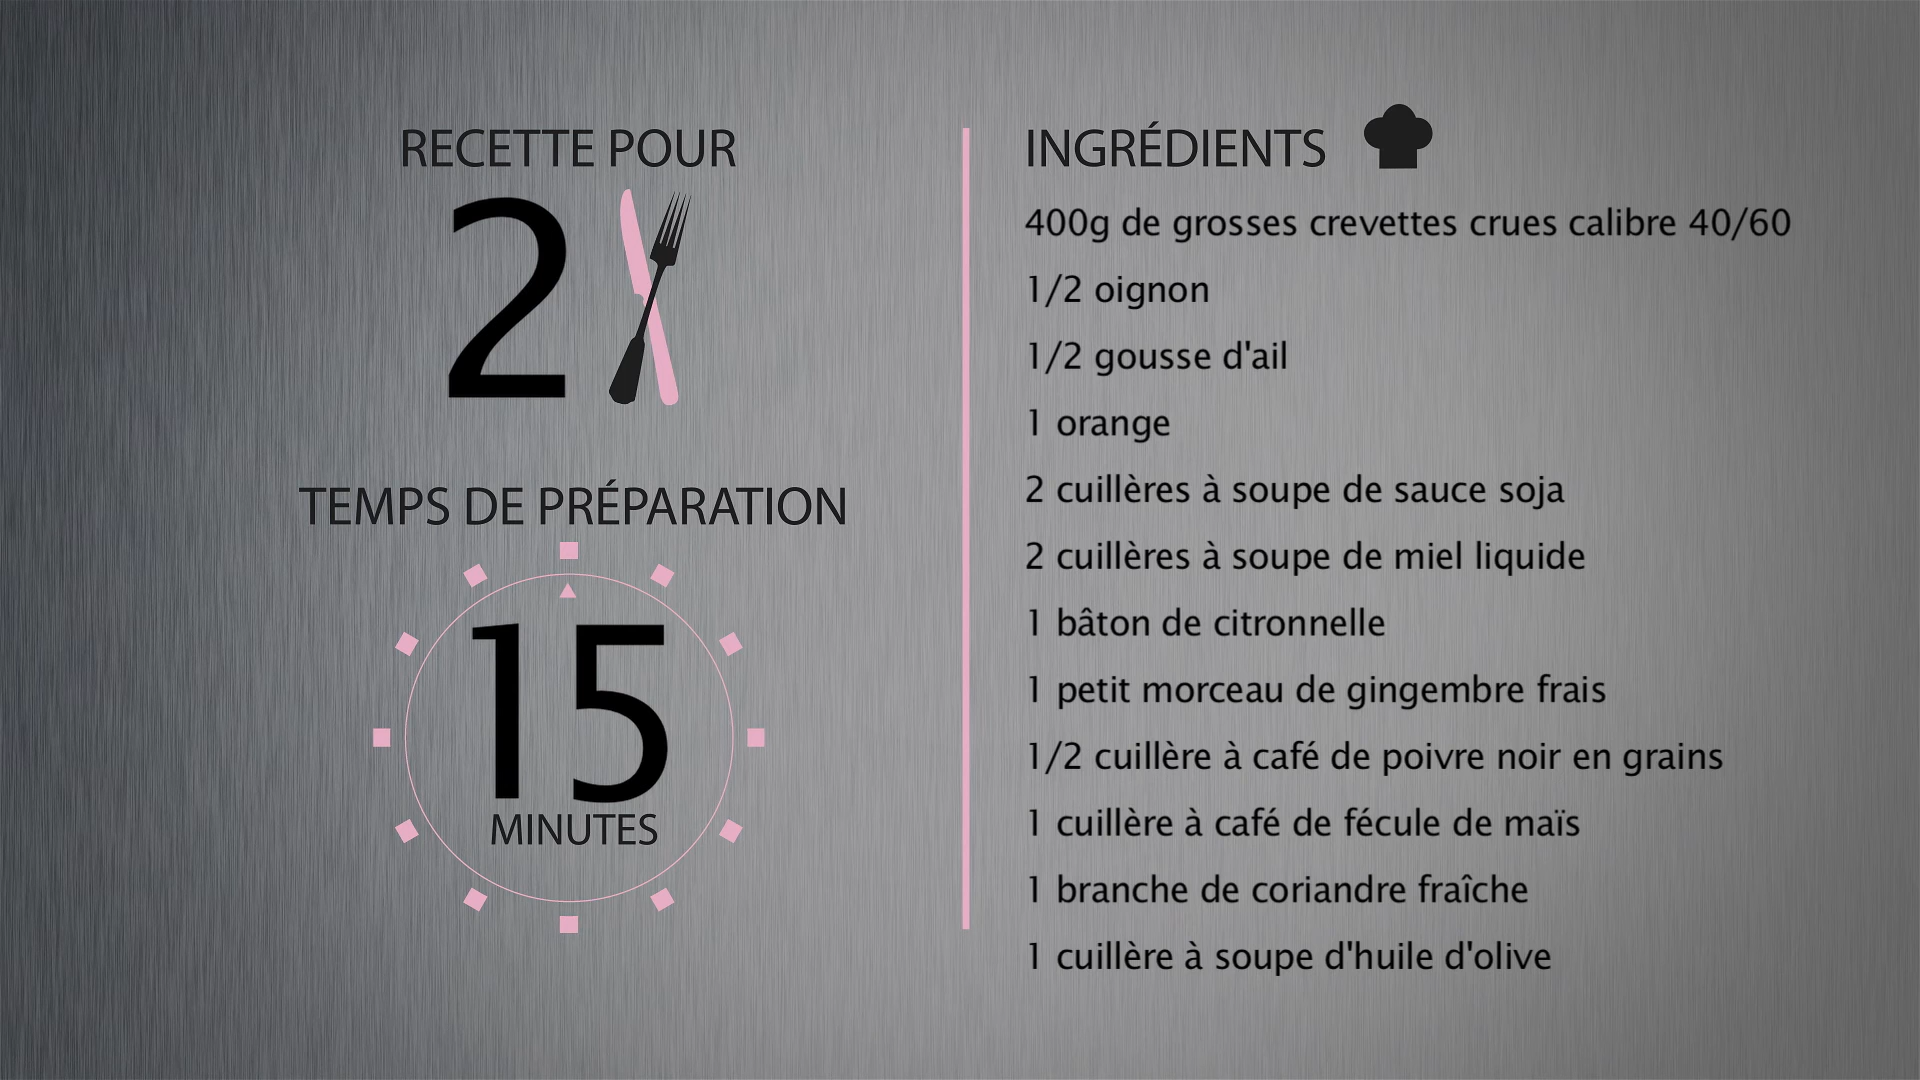 RECETTE POUR
2
TEMPS DE PRÉPARATION
15
MINUTES
INGRÉDIENTS
400g de grosses crevettes crues calibre 40/60
1/2 oignon
1/2 gousse d'ail
1 orange
2 cuillères à soupe de sauce soja
2 cuillères à soupe de miel liquide
1 bâton de citronnelle
1 petit morceau de gingembre frais
1/2 cuillère à café de poivre noir en grains
1 cuillère à café de fécule de maïs
1 branche de coriandre fraîche
1 cuillère à soupe d'huile d'olive